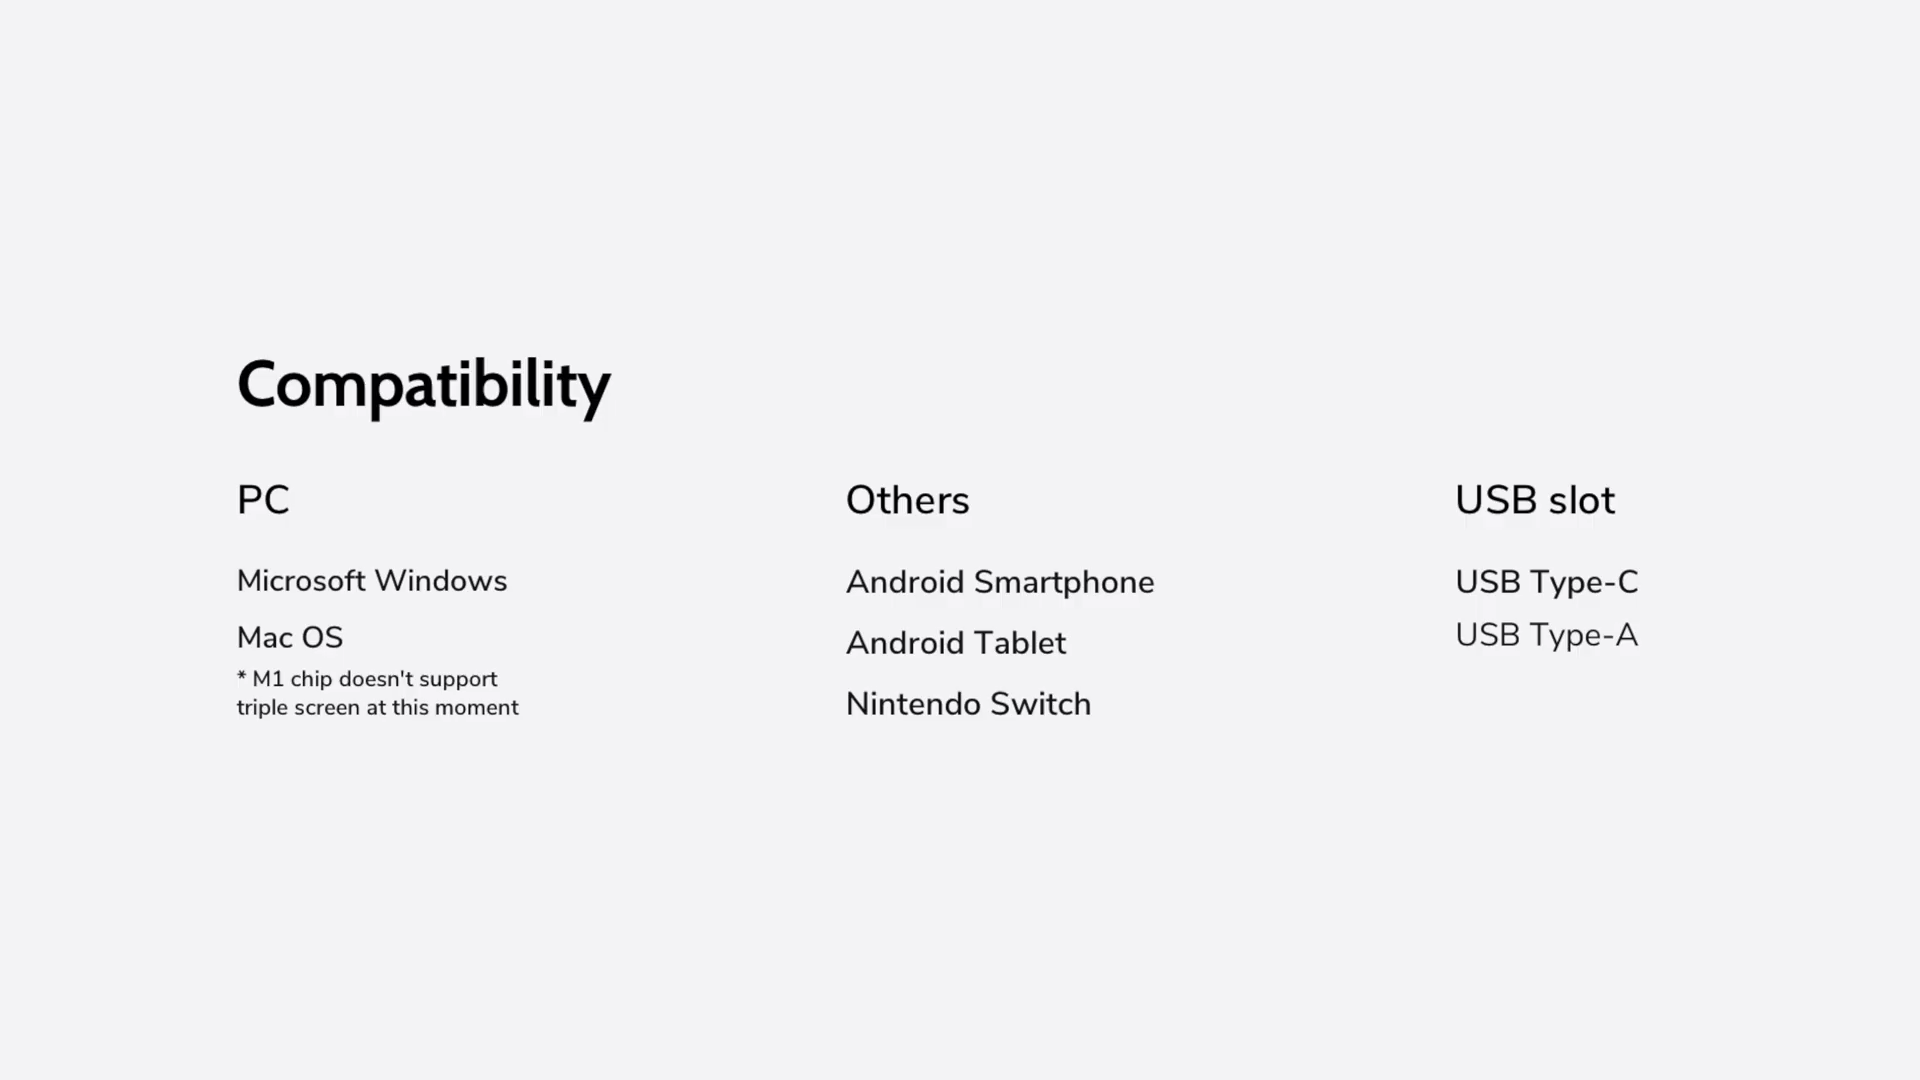 Compatibility
PC
Microsoft Windows
Mac OS
* M1 chip doesn't support
triple screen at this moment
Others
Android Smartphone
Android Tablet
Nintendo Switch
USB slot
USB Type-C
USB Type-A